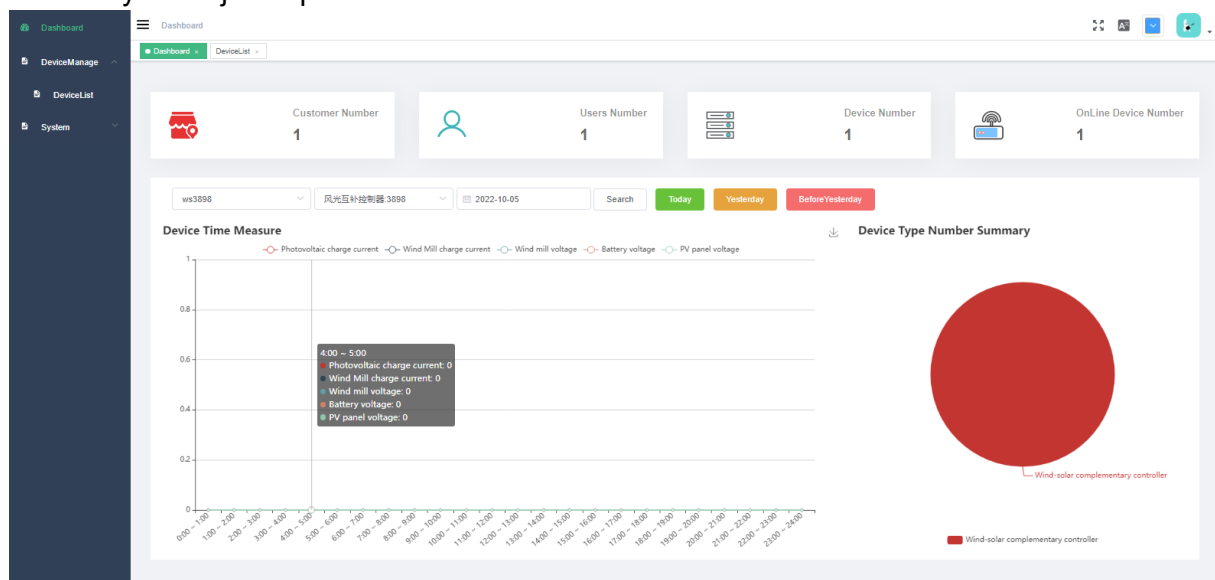 Dashboard
DeviceManage
DeviceList
System
Dashboard
Dashboard ×
DeviceList ×
Customer Number
1
Users Number
1
Device Number
1
OnLine Device Number
1
ws3898
风光互补控制器:3898
2022-10-05
Search
Today
Yesterday
BeforeYesterday
Device Time Measure
Photovoltaic charge current
Wind Mill charge current
Wind mill voltage
Battery voltage
PV panel voltage
1
0.8
0.6
0.4
0.2
0
4:00 ~ 5:00
Photovoltaic charge current: 0
Wind Mill charge current: 0
Wind mill voltage: 0
Battery voltage: 0
PV panel voltage: 0
0:00 ~ 1:00
1:00 ~ 2:00
2:00 ~ 3:00
3:00 ~ 4:00
4:00 ~ 5:00
5:00 ~ 6:00
6:00 ~ 7:00
7:00 ~ 8:00
8:00 ~ 9:00
9:00 ~ 10:00
10:00 ~ 11:00
11:00 ~ 12:00
12:00 ~ 13:00
13:00 ~ 14:00
14:00 ~ 15:00
15:00 ~ 16:00
16:00 ~ 17:00
17:00 ~ 18:00
18:00 ~ 19:00
19:00 ~ 20:00
20:00 ~ 21:00
21:00 ~ 22:00
22:00 ~ 23:00
23:00 ~ 24:00
Device Type Number Summary
Wind-solar complementary controller
Wind-solar complementary controller